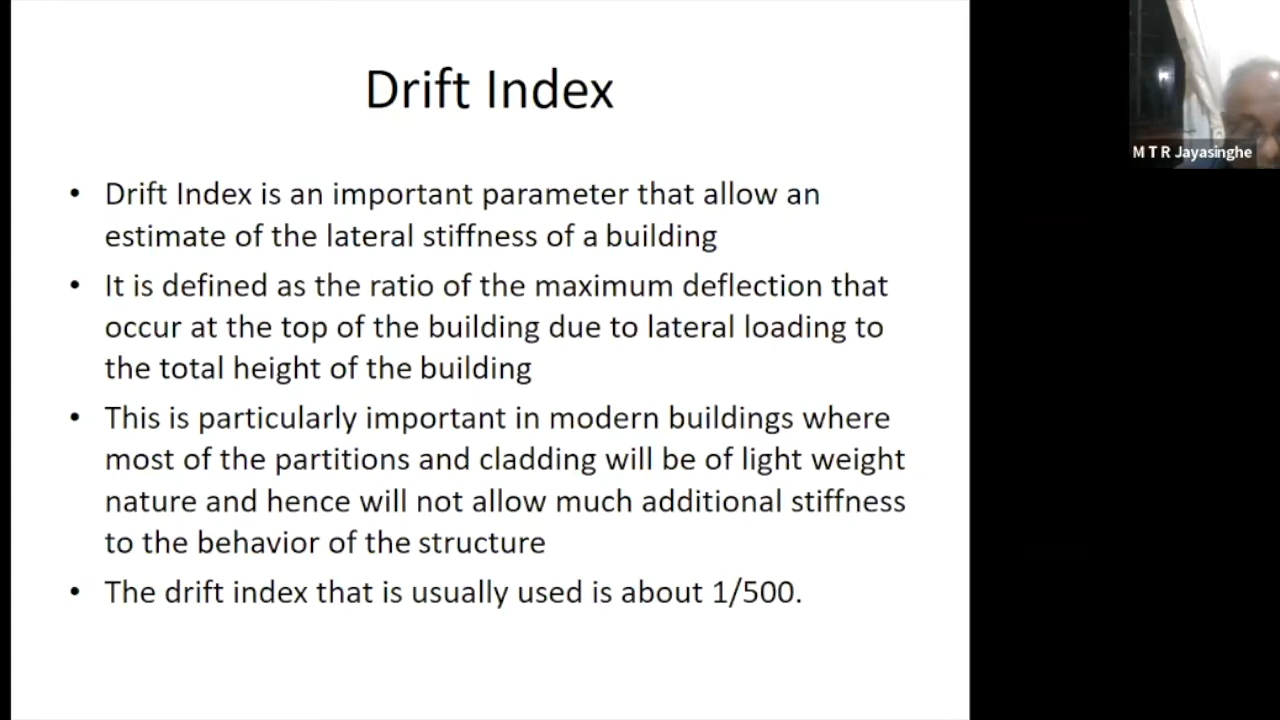 Drift Index
• Drift Index is an important parameter that allow an
estimate of the lateral stiffness of a building
• It is defined as the ratio of the maximum deflection that
occur at the top of the building due to lateral loading to
the total height of the building
• This is particularly important in modern buildings where
most of the partitions and cladding will be of light weight
nature and hence will not allow much additional stiffness
to the behavior of the structure
• The drift index that is usually used is about 1/500.
M T R Jayasinghe